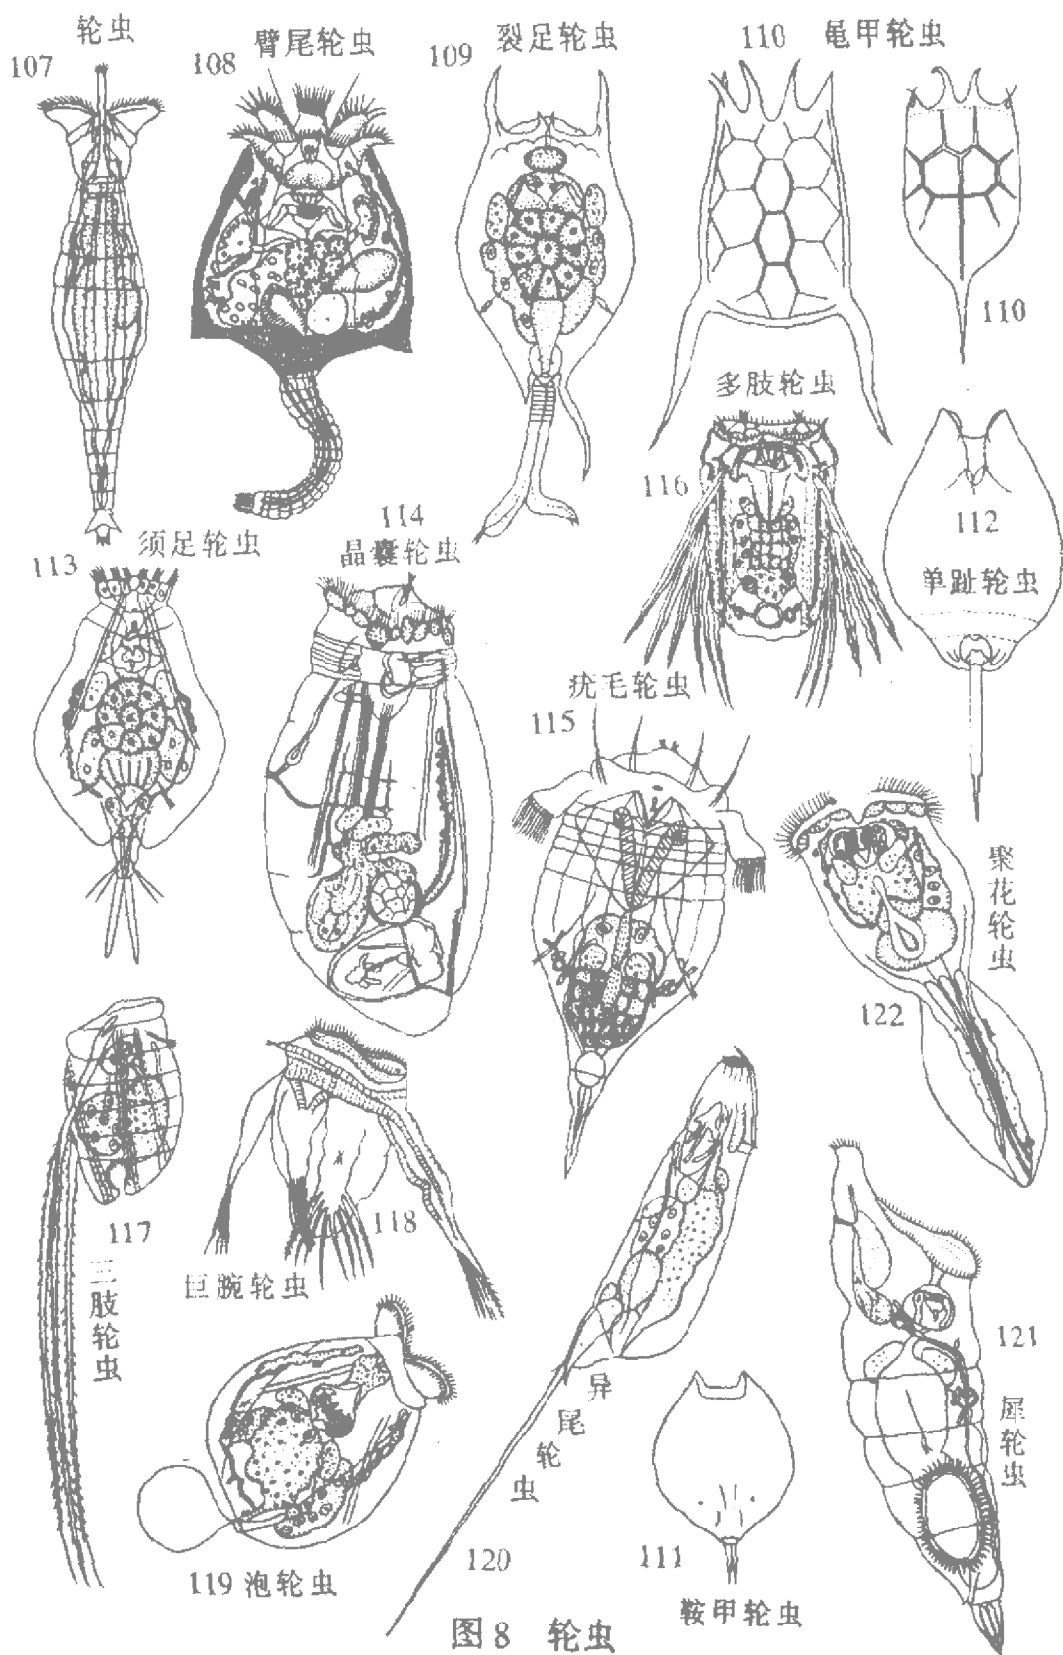 轮虫
107
臂尾轮虫
108
裂足轮虫
109
110 龟甲轮虫
110
多肢轮虫
116
112
单趾轮虫
113 须足轮虫
114
晶囊轮虫
疣毛轮虫
115
聚花轮虫
122
117
三肢轮虫
118
巨腕轮虫
121
犀轮虫
异尾轮虫
120
119 泡轮虫
111
鞍甲轮虫
图8 轮虫